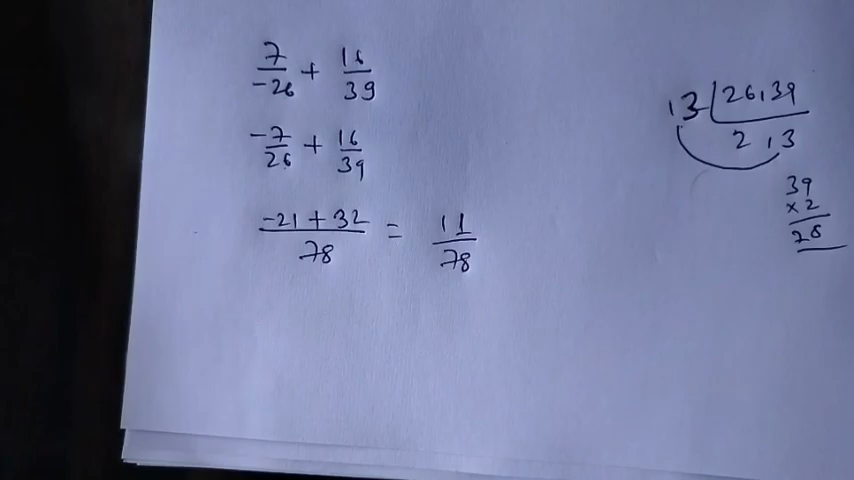 7/-26 + 16/39
-7/26 + 16/39
-21 + 32/78 = 11/78
13 | 26, 39
2, 13
39
×2
78